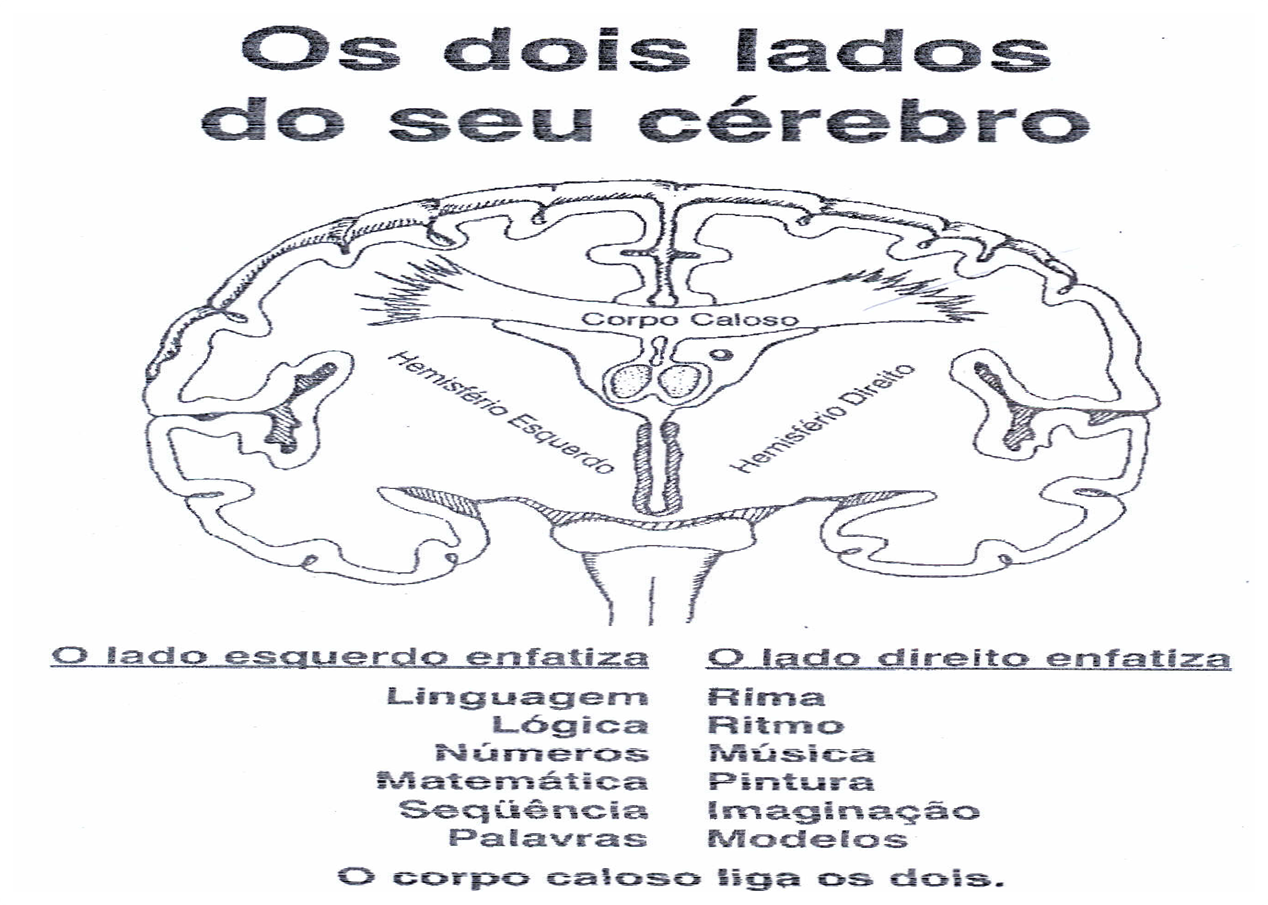 Os dois lados
do seu cérebro
Corpo Caloso
Hemisfério Esquerdo
Hemisfério Direito
O lado esquerdo enfatiza
Linguagem
Lógica
Números
Matemática
Seqüência
Palavras
O lado direito enfatiza
Rima
Ritmo
Música
Pintura
Imaginação
Modelos
O corpo caloso liga os dois.